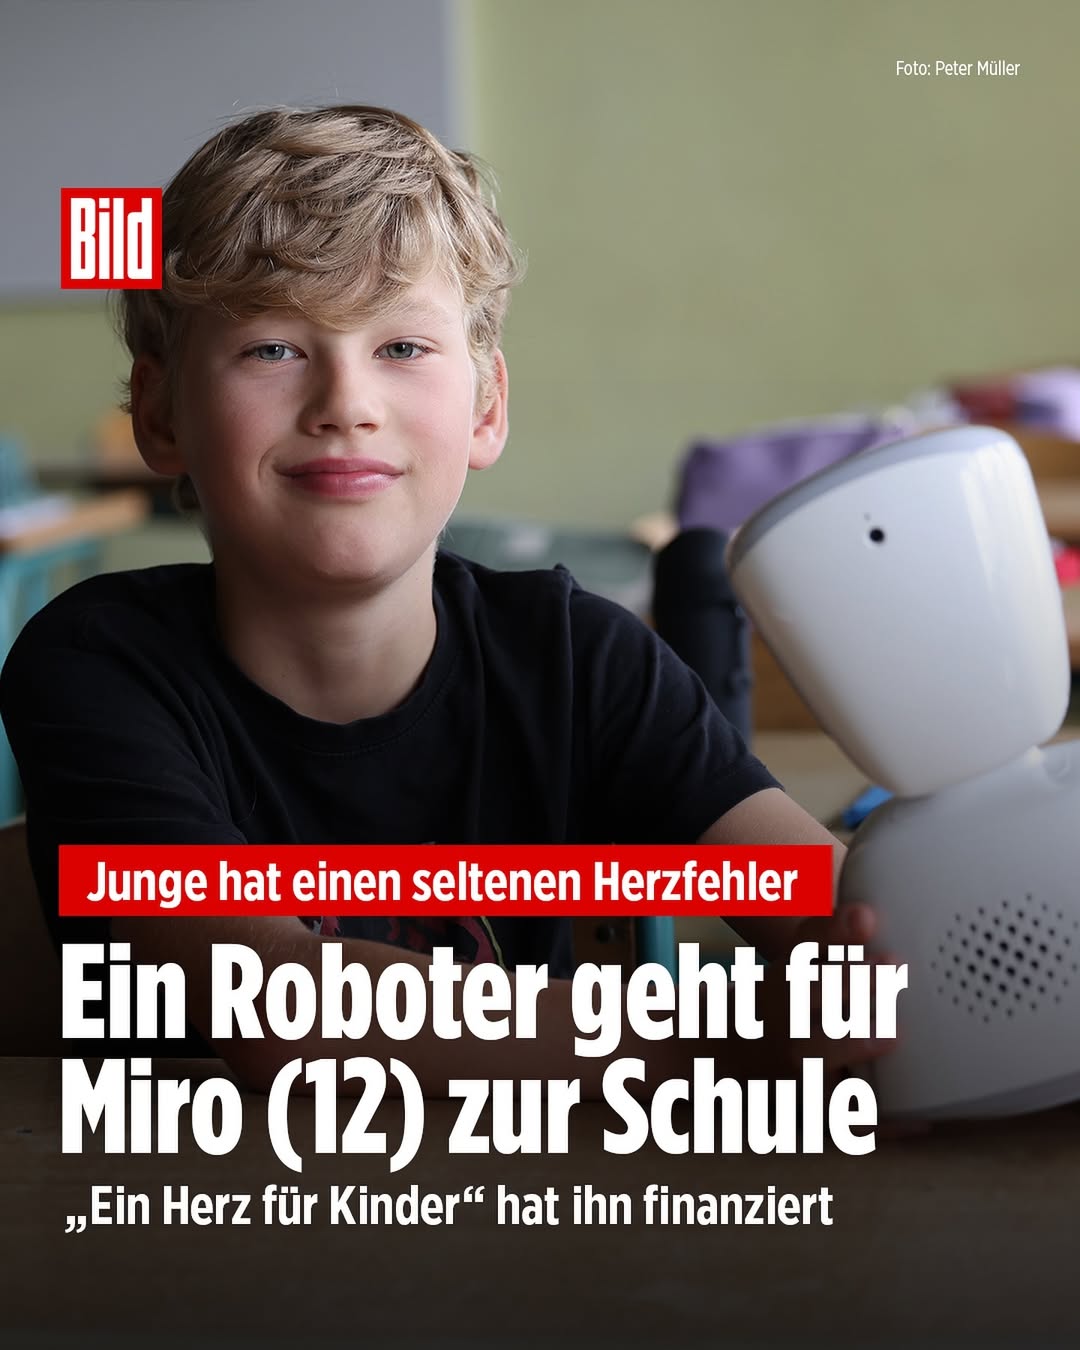 Foto: Peter Müller
Bild
Junge hat einen seltenen Herzfehler
Ein Roboter geht für
Miro (12) zur Schule
„Ein Herz für Kinder“ hat ihn finanziert